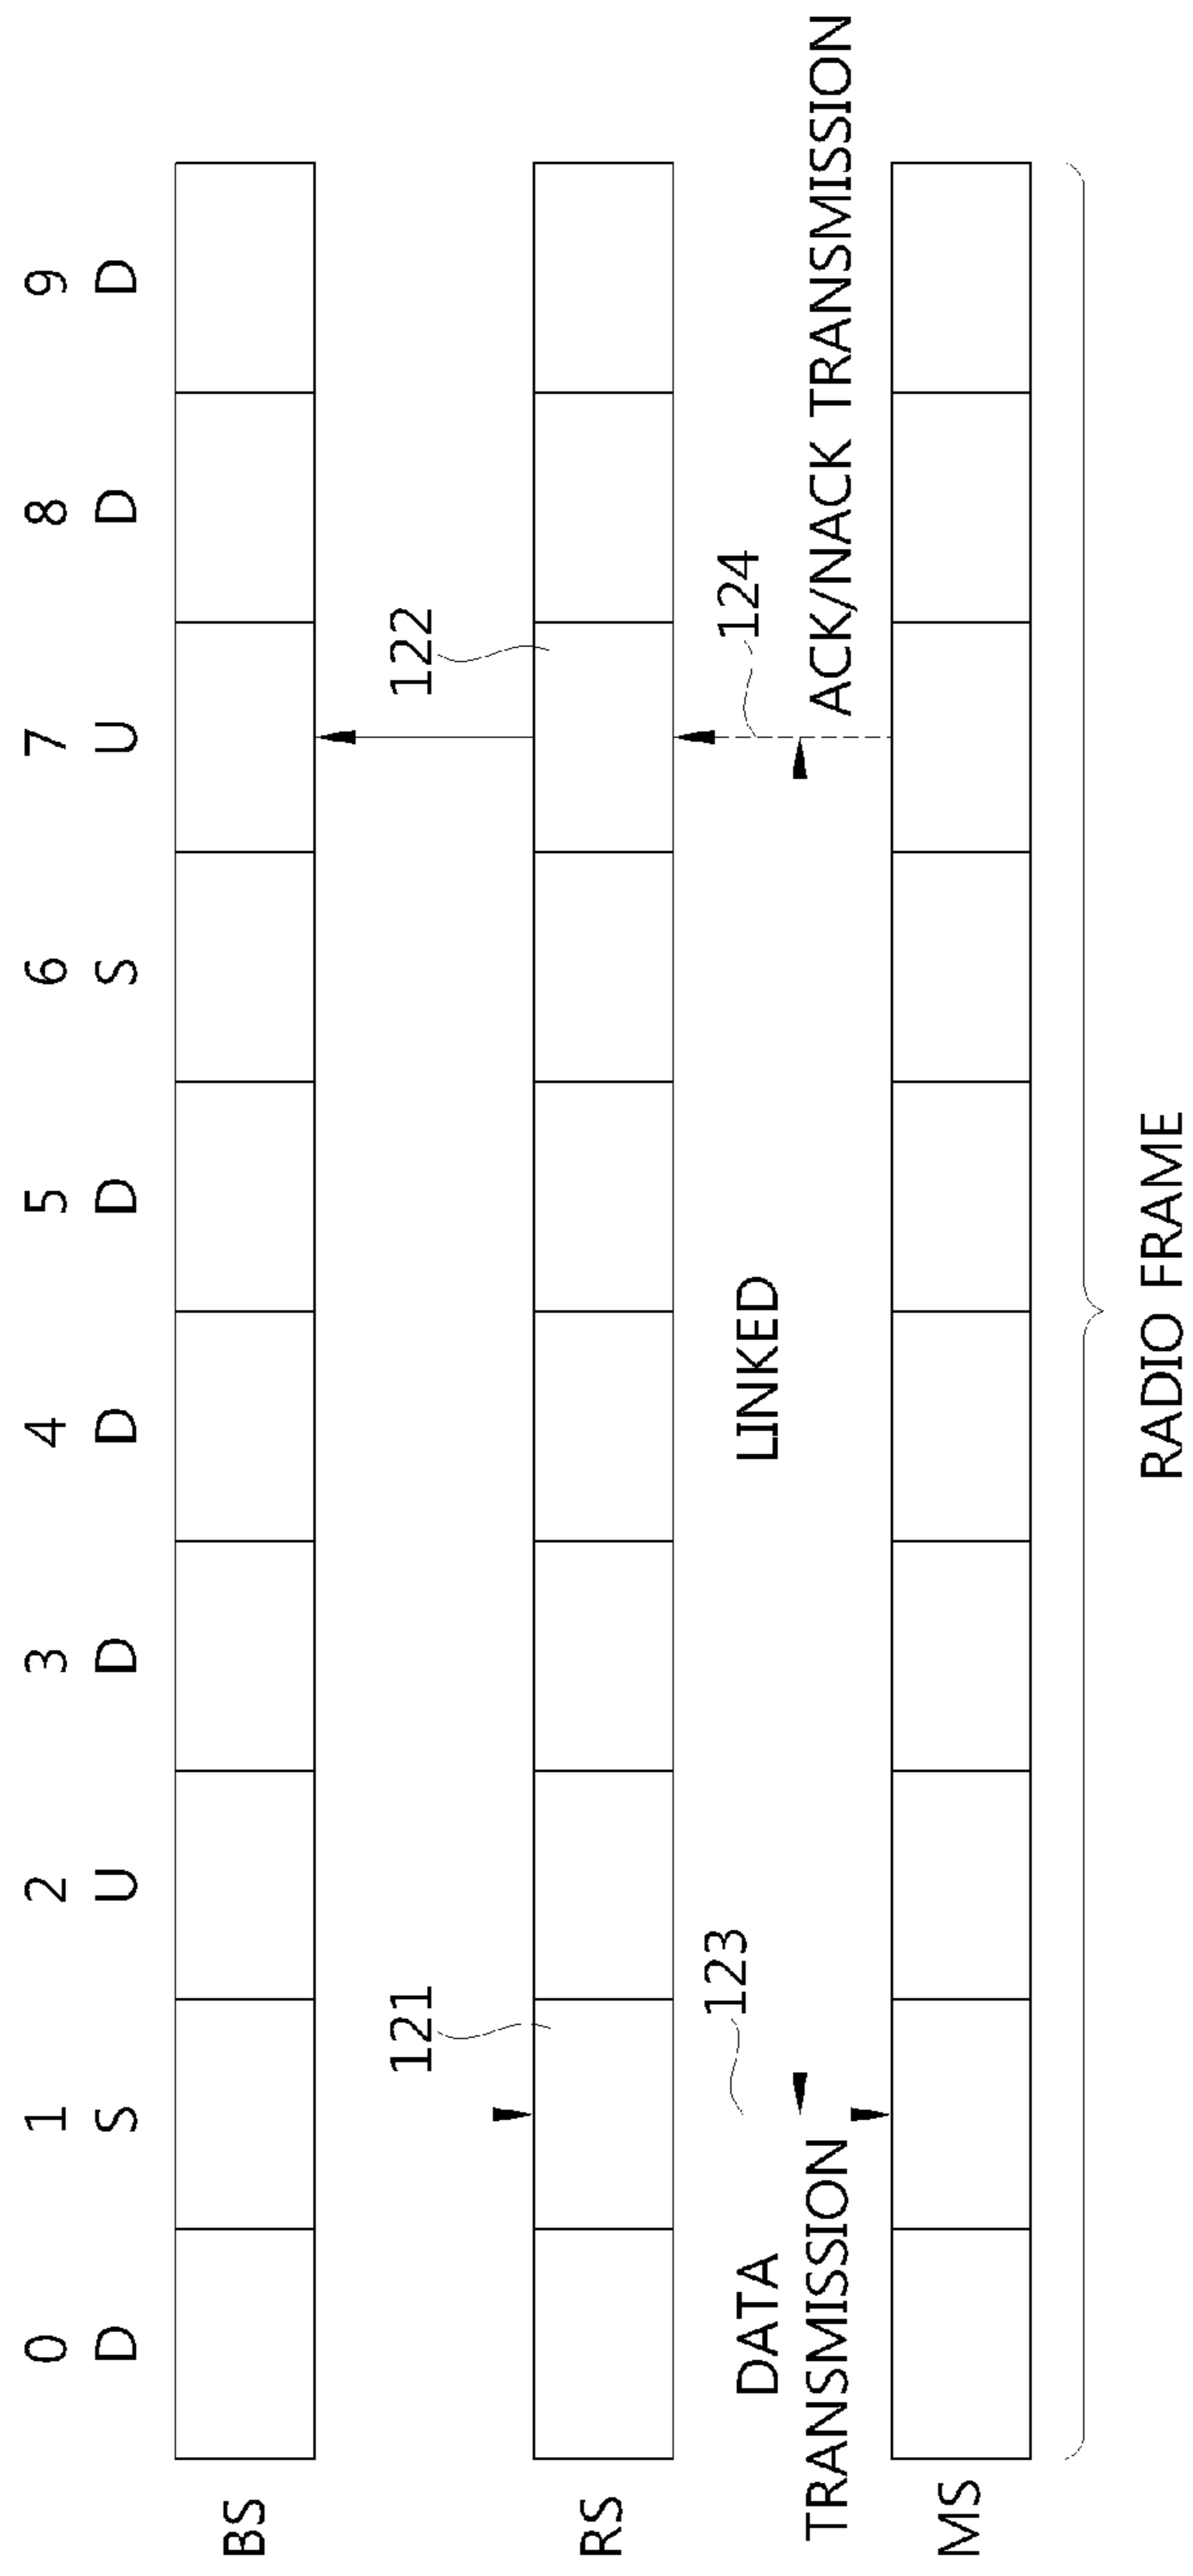 0 1 2 3 4 5 6 7 8 9
D S U D D D S U D D
BS
121
122
RS
123
124
DATA
TRANSMISSION
LINKED
ACK/NACK TRANSMISSION
MS
RADIO FRAME